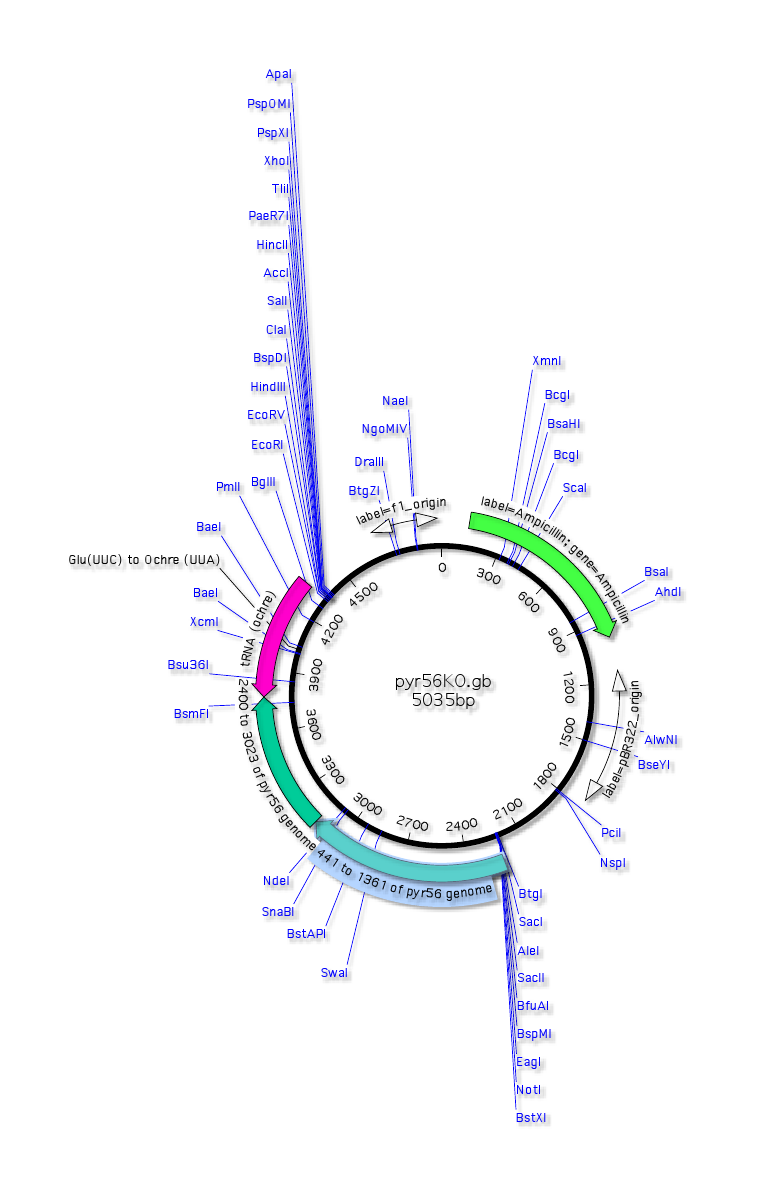 ApaI
PspOMI
PspXI
XhoI
TliI
PaeR7I
HincII
AccI
SalI
ClaI
BspDI
HindIII
EcoRV
EcoRI
BglII
PmlI
BaeI
Glu(UUC) to Ochre (UUA)
BaeI
XcmI
Bsu36I
BsmFI
NaeI
NgoMIV
DraIII
BtgZI
label=f1_origin
XmnI
BcgI
BsaHI
BcgI
ScaI
label=Ampicillin; gene=Ampicillin
BsaI
AhdI
tRNA (ochre)
0
300
600
900
1200
1500
1800
2100
2400
2700
3000
3300
3600
3900
4200
4500
pyr56KO.gb
5035bp
label=pBR322_origin
AlwNI
BseYI
PciI
NspI
2400 to 3023 of pyr56 genome
441 to 1361 of pyr56 genome
NdeI
SnaBI
BstAPI
SwaI
BtgI
SacI
AleI
SacII
BfuAI
BspMI
EagI
NotI
BstXI